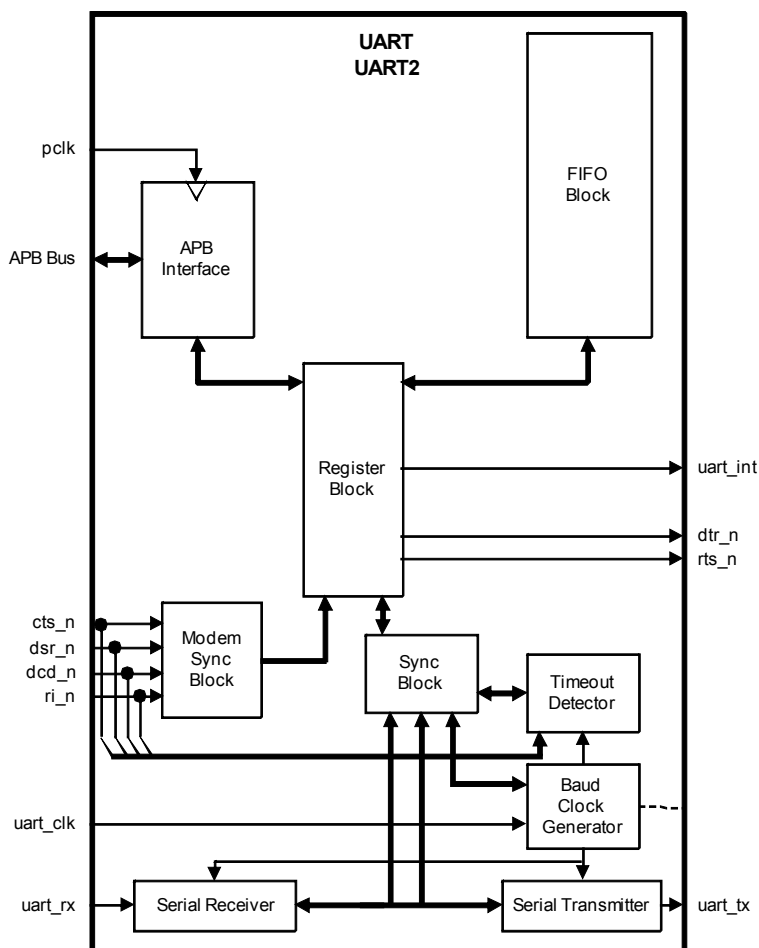 UART
UART2
pclk
FIFO
Block
APB Bus
APB
Interface
Register
Block
uart_int
dtr_n
rts_n
cts_n
dsr_n
dcd_n
ri_n
Modem
Sync
Block
Sync
Block
Timeout
Detector
uart_clk
Baud
Clock
Generator
uart_rx
Serial Receiver
Serial Transmitter
uart_tx